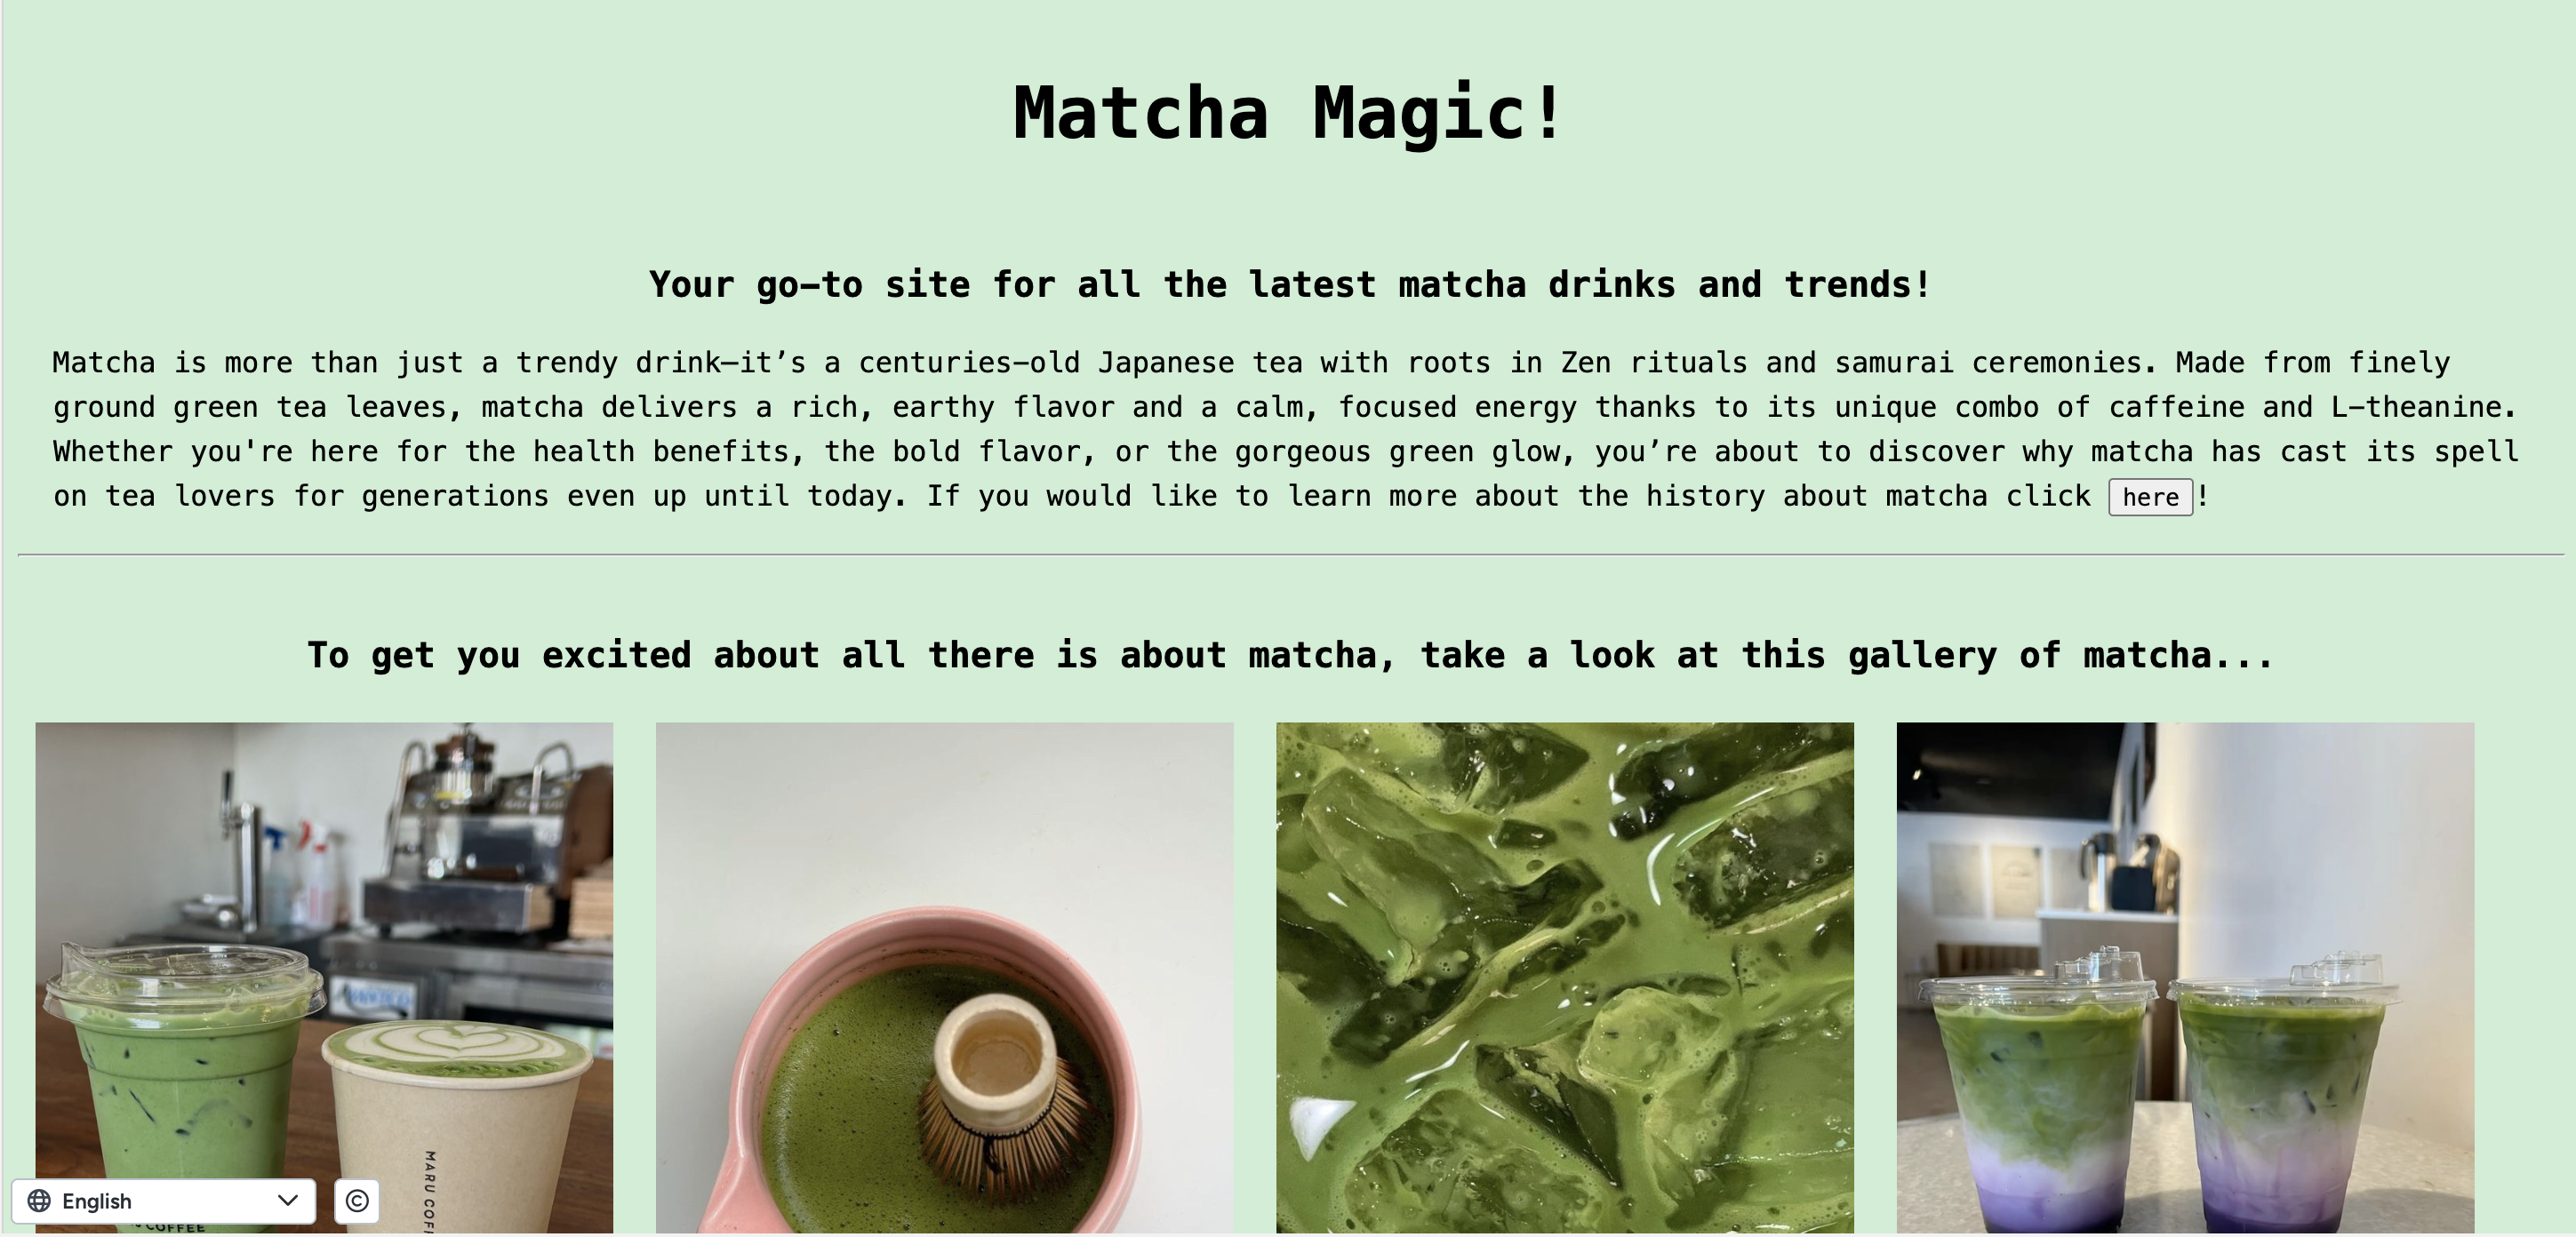 Matcha Magic!
Your go-to site for all the latest matcha drinks and trends!
Matcha is more than just a trendy drink—it’s a centuries-old Japanese tea with roots in Zen rituals and samurai ceremonies. Made from finely
ground green tea leaves, matcha delivers a rich, earthy flavor and a calm, focused energy thanks to its unique combo of caffeine and L-theanine.
Whether you're here for the health benefits, the bold flavor, or the gorgeous green glow, you’re about to discover why matcha has cast its spell
on tea lovers for generations even up until today. If you would like to learn more about the history about matcha click here!
To get you excited about all there is about matcha, take a look at this gallery of matcha...
MARU
COFFEE
English
©